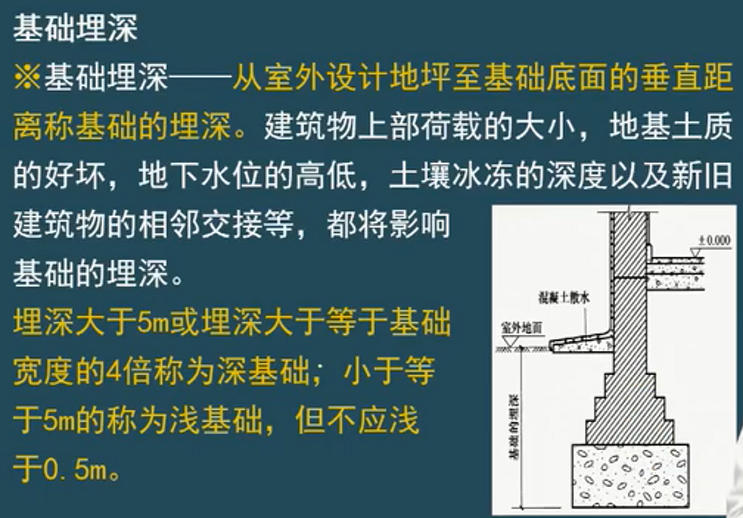 基础埋深
※基础埋深——从室外设计地坪至基础底面的垂直距
离称基础的埋深。建筑物上部荷载的大小，地基土质
的好坏，地下水位的高低，土壤冰冻的深度以及新旧
建筑物的相邻交接等，都将影响
基础的埋深。
埋深大于5m或埋深大于等于基础
宽度的4倍称为深基础；小于等
于5m的称为浅基础，但不应浅
于0.5m。
±0.000
混凝土散水
室外地面
基础的埋深